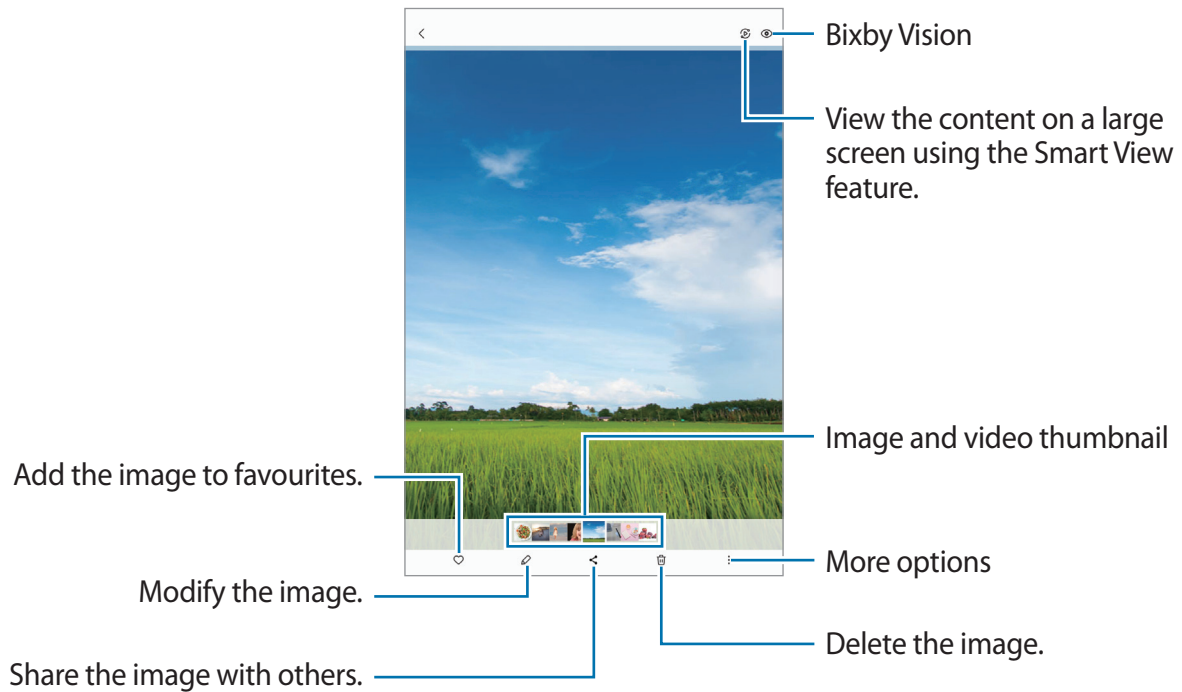 Bixby Vision
View the content on a large
screen using the Smart View
feature.
Image and video thumbnail
Add the image to favourites.
More options
Modify the image.
Delete the image.
Share the image with others.